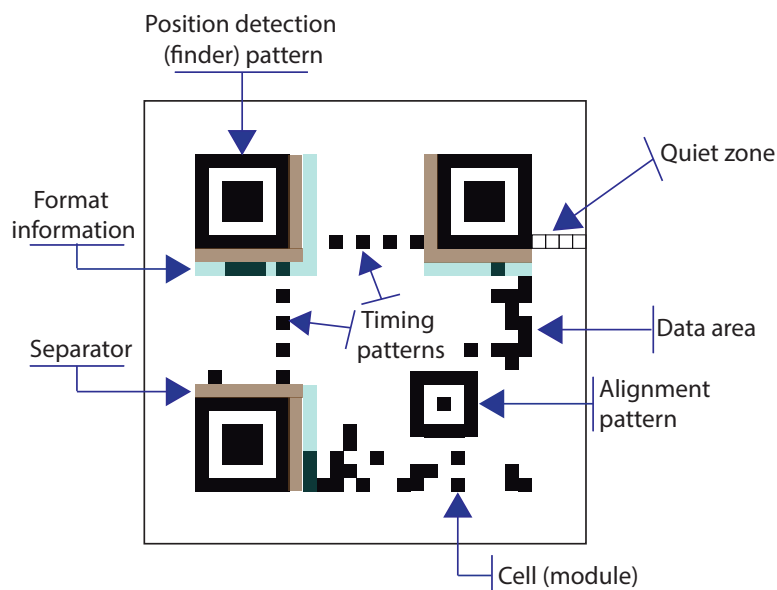 Position detection
(finder) pattern
Quiet zone
Format
information
Timing
patterns
Data area
Separator
Alignment
pattern
Cell (module)